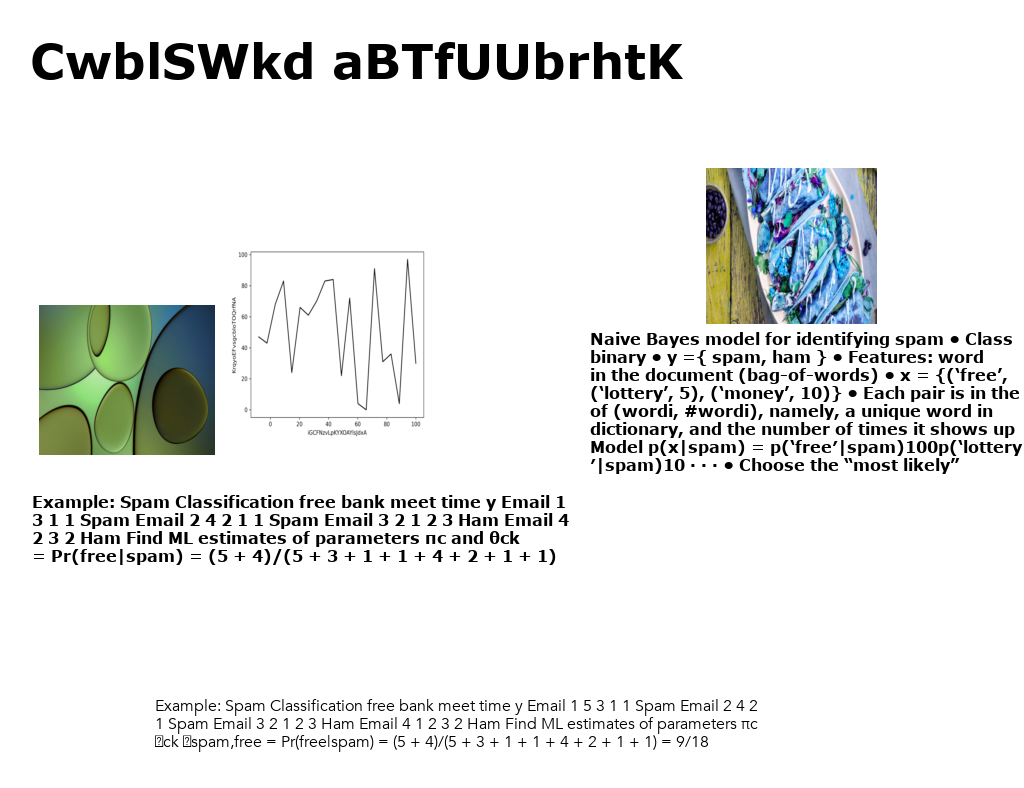 CwblSWkd aBTfUUbrhtK
100
80
60
40
20
0
0 20 40 60 80 100
Naive Bayes model for identifying spam • Class
binary • y ={ spam, ham } • Features: word
in the document (bag-of-words) • x = {(‘free’,
(‘lottery’, 5), (‘money’, 10)} • Each pair is in the
of (wordi, #wordi), namely, a unique word in
dictionary, and the number of times it shows up
Model p(x|spam) = p(‘free’|spam)100p(‘lottery
’|spam)10 · · · • Choose the “most likely”
Example: Spam Classification free bank meet time y Email 1
3 1 1 Spam Email 2 4 2 1 1 Spam Email 3 2 1 2 3 Ham Email 4
2 3 2 Ham Find ML estimates of parameters πc and θck
= Pr(free|spam) = (5 + 4)/(5 + 3 + 1 + 1 + 4 + 2 + 1 + 1)
Example: Spam Classification free bank meet time y Email 1 5 3 1 1 Spam Email 2 4 2
1 Spam Email 3 2 1 2 3 Ham Email 4 1 2 3 2 Ham Find ML estimates of parameters πc
ck spam,free = Pr(free|spam) = (5 + 4)/(5 + 3 + 1 + 1 + 4 + 2 + 1 + 1) = 9/18